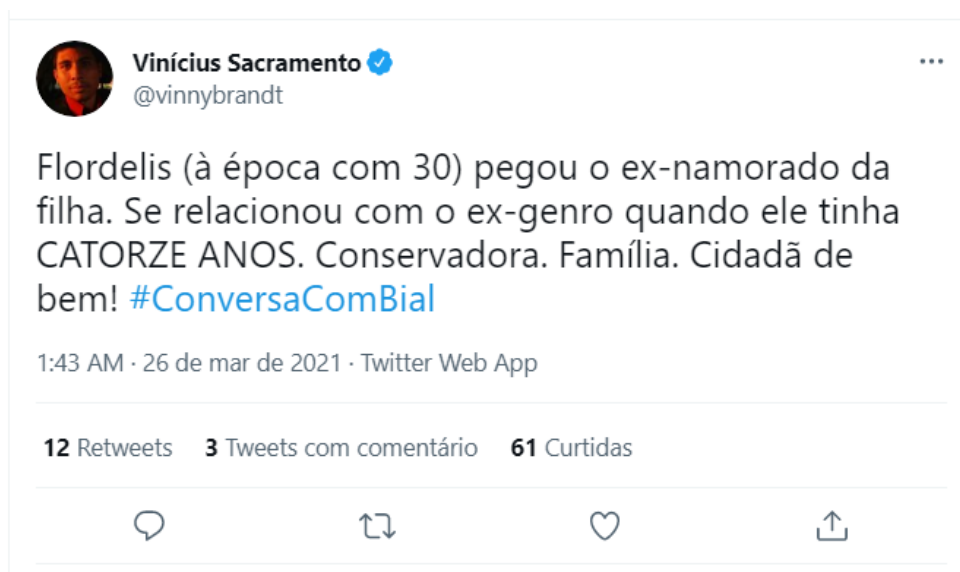 Vinícius Sacramento
@vinnybrandt
Flordelis (à época com 30) pegou o ex-namorado da
filha. Se relacionou com o ex-genro quando ele tinha
CATORZE ANOS. Conservadora. Família. Cidadã de
bem! #ConversaComBial
1:43 AM · 26 de mar de 2021 · Twitter Web App
12 Retweets 3 Tweets com comentário 61 Curtidas